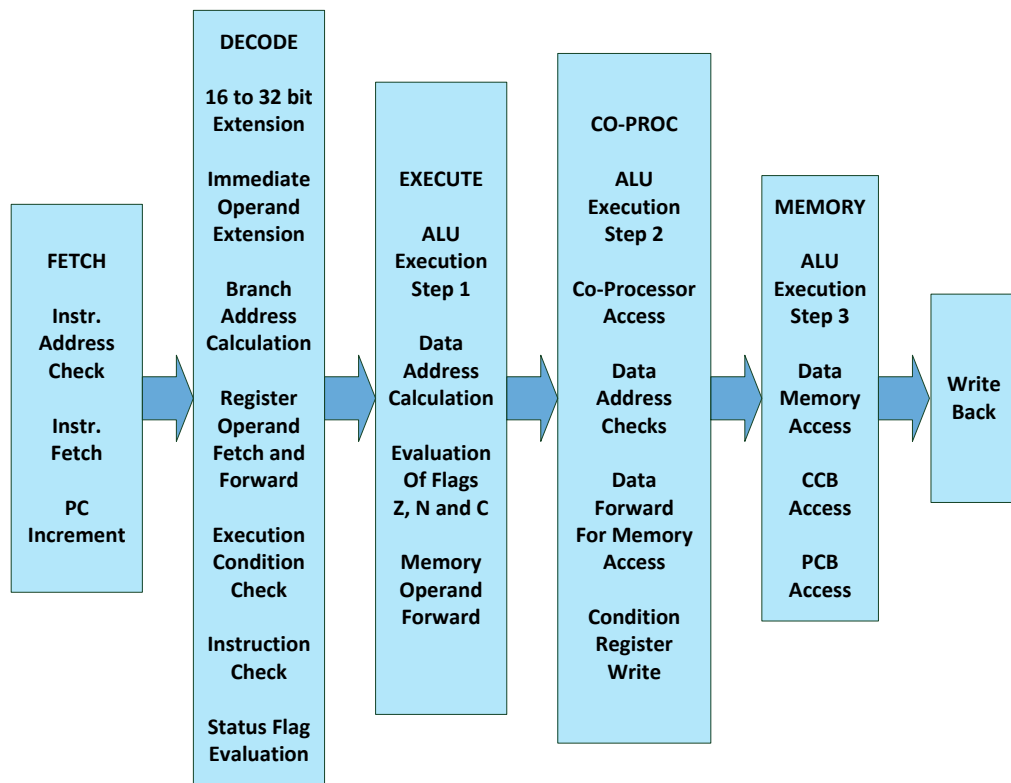 FETCH
Instr.
Address
Check
Instr.
Fetch
PC
Increment
DECODE
16 to 32 bit
Extension
Immediate
Operand
Extension
Branch
Address
Calculation
Register
Operand
Fetch and
Forward
Execution
Condition
Check
Instruction
Check
Status Flag
Evaluation
EXECUTE
ALU
Execution
Step 1
Data
Address
Calculation
Evaluation
Of Flags
Z, N and C
Memory
Operand
Forward
CO-PROC
ALU
Execution
Step 2
Co-Processor
Access
Data
Address
Checks
Data
Forward
For Memory
Access
Condition
Register
Write
MEMORY
ALU
Execution
Step 3
Data
Memory
Access
CCB
Access
PCB
Access
Write
Back